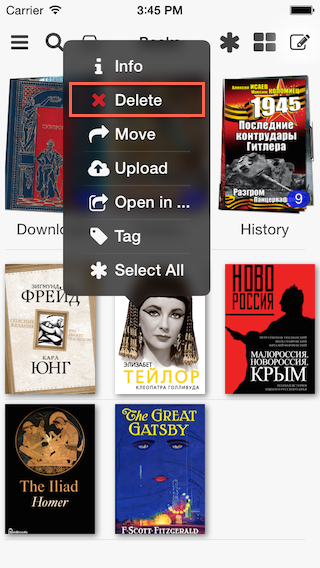 Carrier
3:45 PM
Info
Delete
Move
Upload
Open in ...
Tag
Select All
АЛЕКСЕЙ ИСАЕВ
МАКСИМ КОЛОМИЕЦ
1945
Последние
контрудары
Гитлера
Разгром
Панцерваффе
9
Downlo
History
ЗИГМУНД
ФРЕЙД
КАРЛ
ЮНГ
ЭЛИЗАБЕТ
ТЕЙЛОР
КЛЕОПАТРА ГОЛЛИВУДА
НОВО
РОССИЯ
МАЛОРОССИЯ,
НОВОРОССИЯ,
КРЫМ
The Iliad
Homer
The GREAT
GATSBY
F·SCOTT·FITZGERALD